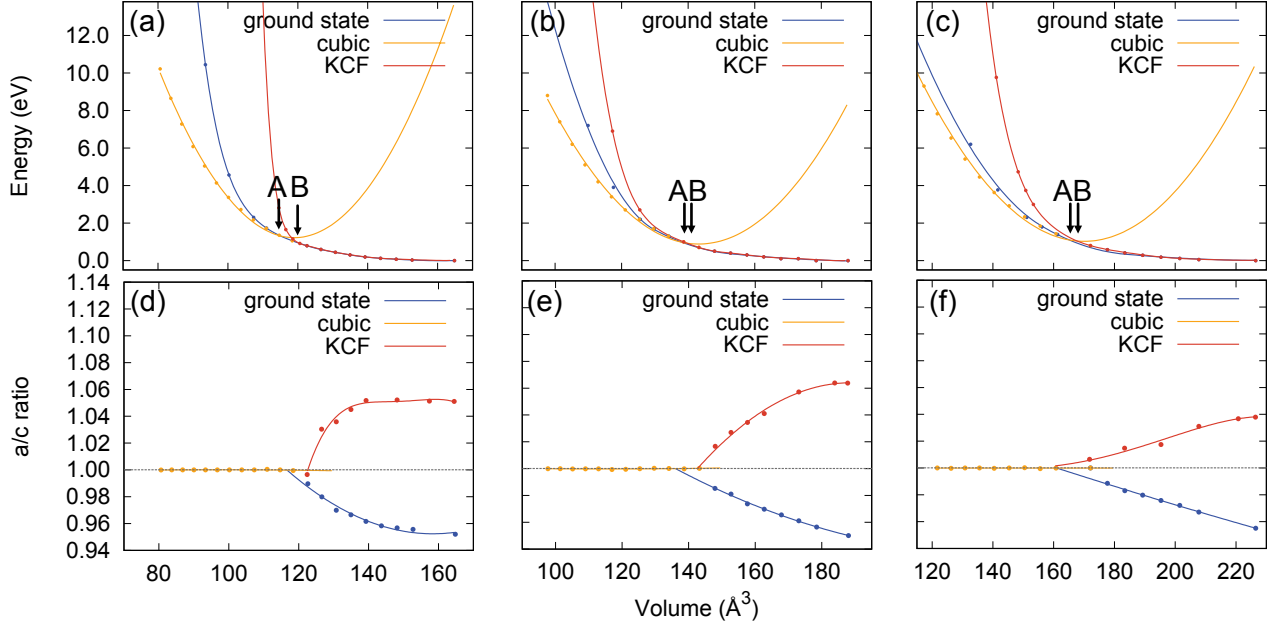 (a)
ground state
cubic
KCF
A B
Energy (eV)
12.0
10.0
8.0
6.0
4.0
2.0
0.0
(b)
ground state
cubic
KCF
AB
(c)
ground state
cubic
KCF
AB
(d)
ground state
cubic
KCF
a/c ratio
1.14
1.12
1.10
1.08
1.06
1.04
1.02
1.00
0.98
0.96
0.94
80 100 120 140 160
(e)
ground state
cubic
KCF
100 120 140 160 180
(f)
ground state
cubic
KCF
120 140 160 180 200 220
Volume (Å³)